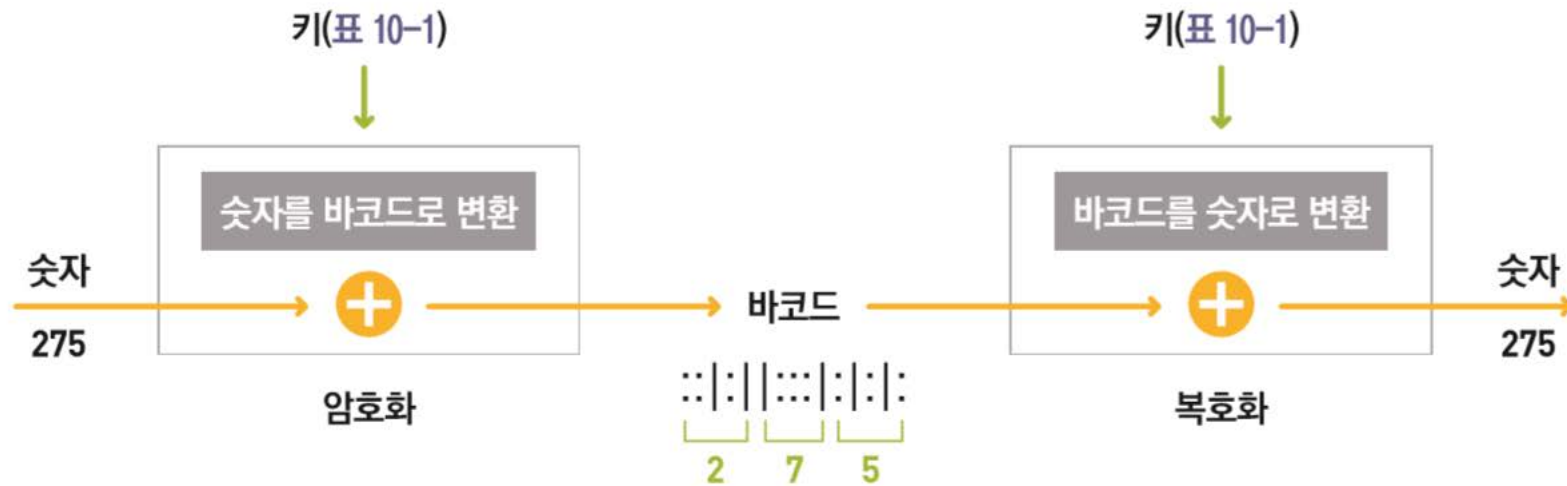 키(표 10-1)
키(표 10-1)
숫자를 바코드로 변환
바코드를 숫자로 변환
숫자
275
바코드
숫자
275
::|:||:::|:|:|:
암호화
복호화
2 7 5